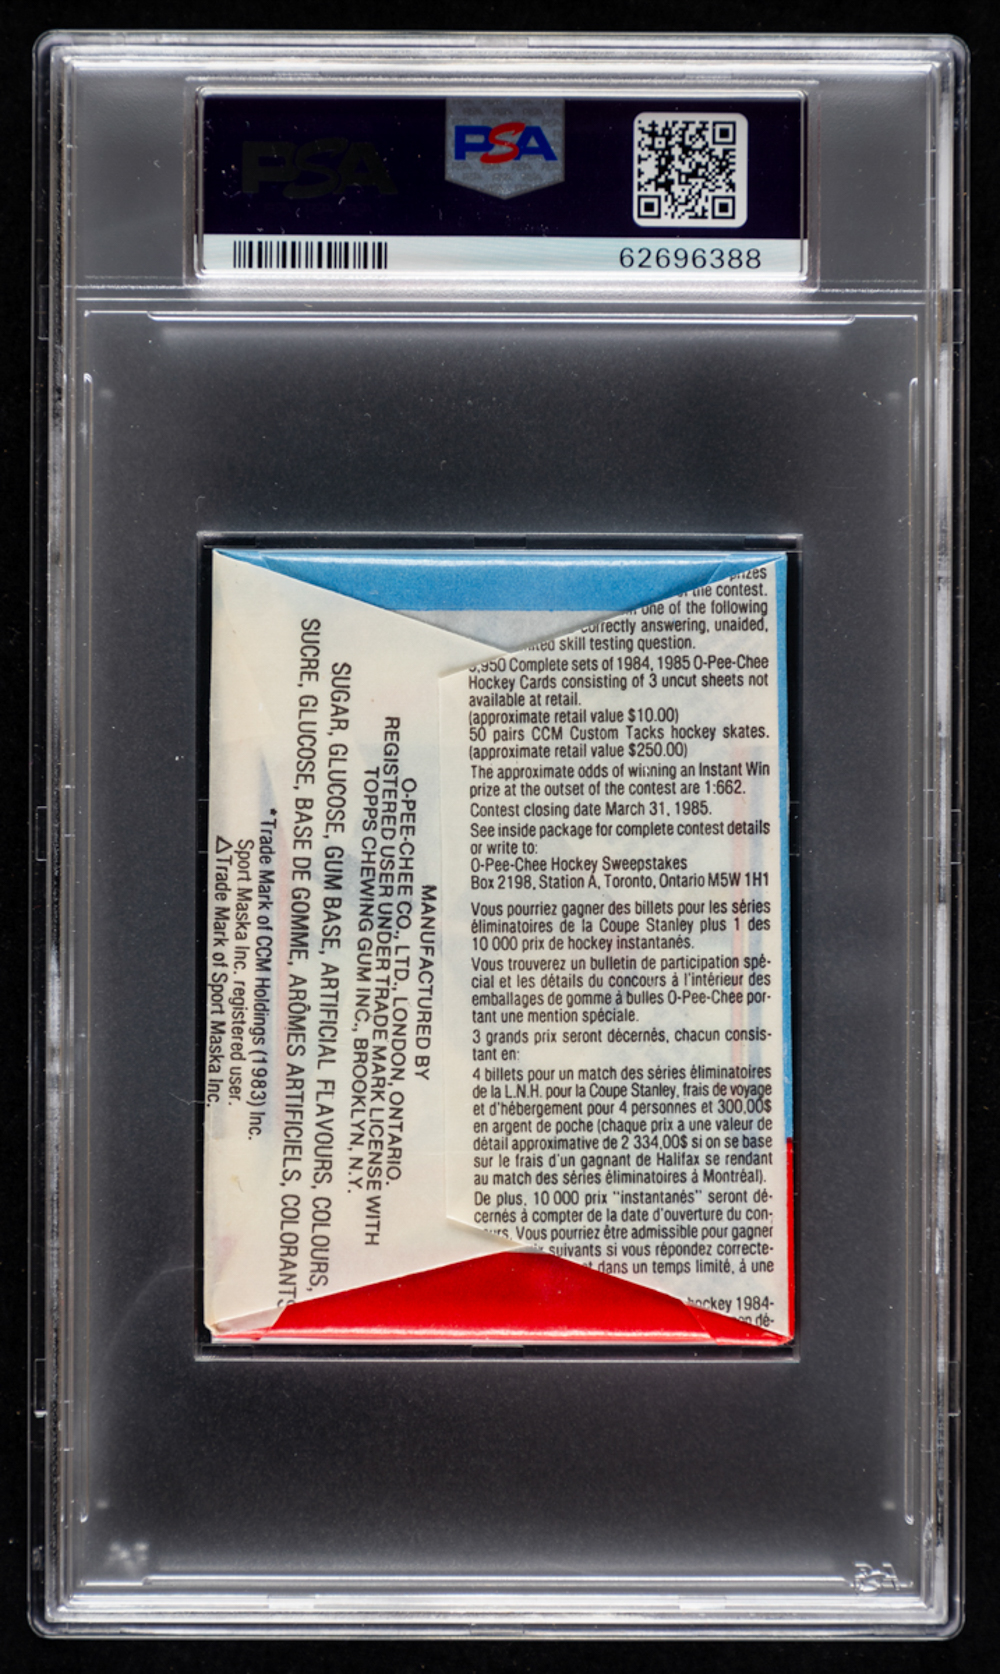 PSA
PSA
62696388
prizes
the contest.
one of the following
correctly answering, unaided,
skill testing question.
Complete sets of 1984, 1985 O-Pee-Chee
Hockey Cards consisting of 3 uncut sheets not
available at retail.
(approximate retail value $10.00)
50 pairs CCM Custom Tacks hockey skates.
(approximate retail value $250.00)
The approximate odds of winning an Instant Win
prize at the outset of the contest are 1:662.
Contest closing date March 31, 1985.
See inside package for complete contest details
or write to:
O-Pee-Chee Hockey Sweepstakes
Box 2198, Station A, Toronto, Ontario M5W 1H1
Vous pourriez gagner des billets pour les séries
éliminatoires de la Coupe Stanley plus 1 des
10 000 prix de hockey instantanés.
Vous trouverez un bulletin de participation spé-
cial et les détails du concours à l'intérieur des
emballages de gomme à bulles O-Pee-Chee por-
tant une mention spéciale.
3 grands prix seront décernés, chacun consis-
tant en:
4 billets pour un match des séries éliminatoires
de la L.N.H. pour la Coupe Stanley, frais de voyage
et d'hébergement pour 4 personnes et 300,00$
en argent de poche (chaque prix a une valeur de
détail approximative de 2 334,00$ si on se base
sur le frais d'un gagnant de Halifax se rendant
au match des séries éliminatoires à Montréal).
De plus, 10 000 prix "instantanés" seront dé-
cernés à compter de la date d'ouverture du con-
Vous pourriez être admissible pour gagner
suivants si vous répondez correcte-
dans un temps limité, à une
hockey 1984-
dé-
MANUFACTURED BY
O-PEE-CHEE CO., LTD., LONDON, ONTARIO.
REGISTERED USER UNDER TRADE MARK LICENSE WITH
TOPPS CHEWING GUM INC., BROOKLYN, N.Y.
SUGAR, GLUCOSE, GUM BASE, ARTIFICIAL FLAVOURS, COLOURS,
SUCRE, GLUCOSE, BASE DE GOMME, ARÔMES ARTIFICIELS, COLORANTS
*Trade Mark of CCM Holdings (1983) Inc.
Sport Maska Inc. registered user.
△Trade Mark of Sport Maska Inc.
PSA